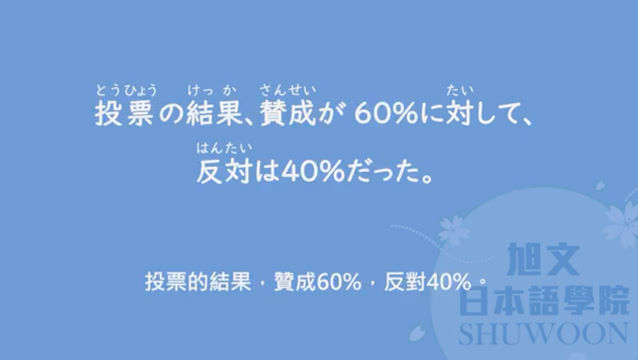 とうひょう けっか さんせい たい
投票の結果、賛成が 60%に対して、
はんたい
反対は40%だった。
投票的結果，贊成60%，反對40%。
旭文
日本語學院
SHUWOON